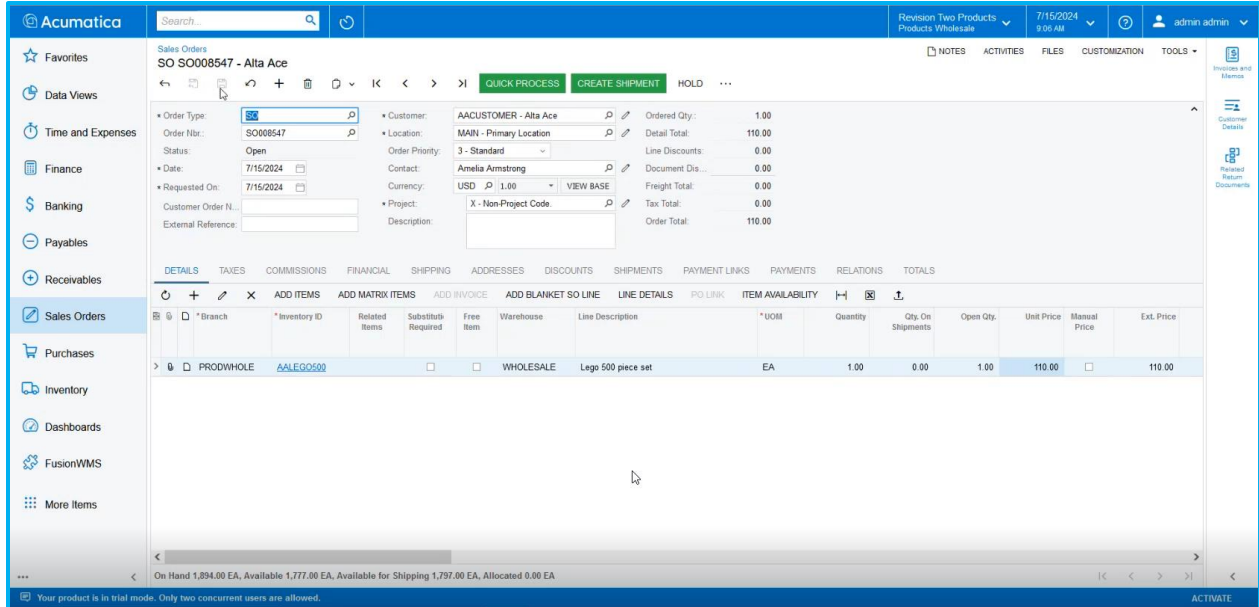 Acumatica
Search...
Revision Two Products
Products Wholesale
7/15/2024
9:06 AM
admin admin
Favorites
Data Views
Time and Expenses
Finance
Banking
Payables
Receivables
Sales Orders
Purchases
Inventory
Dashboards
FusionWMS
More Items
Sales Orders
SO SO008547 - Alta Ace
NOTES ACTIVITIES FILES CUSTOMIZATION TOOLS
QUICK PROCESS CREATE SHIPMENT HOLD ...
* Order Type: SO * Customer: AACUSTOMER - Alta Ace Ordered Qty.: 1.00
Order Nbr.: SO008547 * Location: MAIN - Primary Location Detail Total: 110.00
Status: Open Order Priority: 3 - Standard Line Discounts: 0.00
* Date: 7/15/2024 Contact: Amelia Armstrong Document Dis... 0.00
* Requested On: 7/15/2024 Currency: USD 1.00 VIEW BASE Freight Total: 0.00
Customer Order N... * Project: X - Non-Project Code. Tax Total: 0.00
External Reference: Description: Order Total: 110.00
DETAILS TAXES COMMISSIONS FINANCIAL SHIPPING ADDRESSES DISCOUNTS SHIPMENTS PAYMENT LINKS PAYMENTS RELATIONS TOTALS
ADD ITEMS ADD MATRIX ITEMS ADD INVOICE ADD BLANKET SO LINE LINE DETAILS PO LINK ITEM AVAILABILITY
* Branch * Inventory ID Related Items Substituti Required Free Item Warehouse Line Description * UOM Quantity Qty. On Shipments Open Qty. Unit Price Manual Price Ext. Price
PRODWHOLE AALEGO500 WHOLESALE Lego 500 piece set EA 1.00 0.00 1.00 110.00 110.00
On Hand 1,894.00 EA, Available 1,777.00 EA, Available for Shipping 1,797.00 EA, Allocated 0.00 EA
Invoices and
Memos
Customer
Details
Related
Return
Documents
Your product is in trial mode. Only two concurrent users are allowed.
ACTIVATE